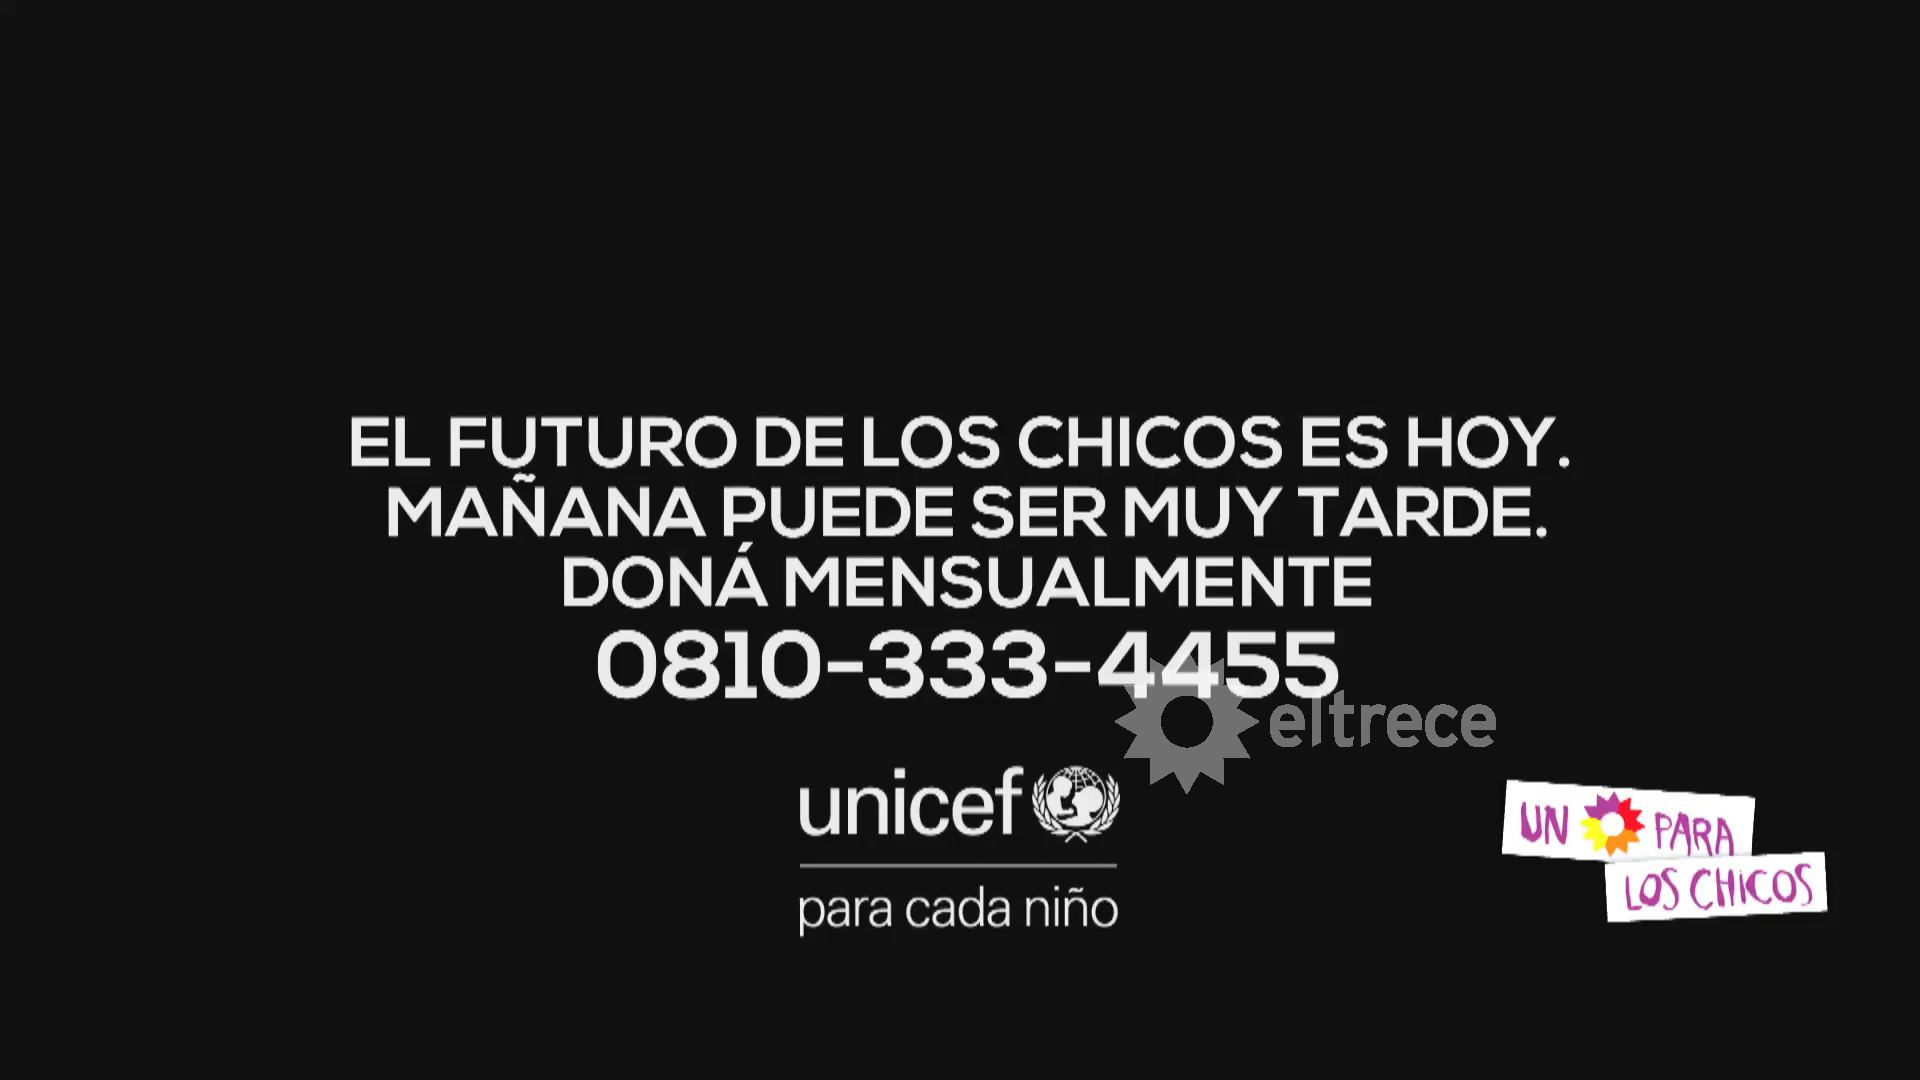 EL FUTURO DE LOS CHICOS ES HOY.
MAÑANA PUEDE SER MUY TARDE.
DONÁ MENSUALMENTE
0810-333-4455
eltrece
unicef
para cada niño
UN PARA
LOS CHICOS